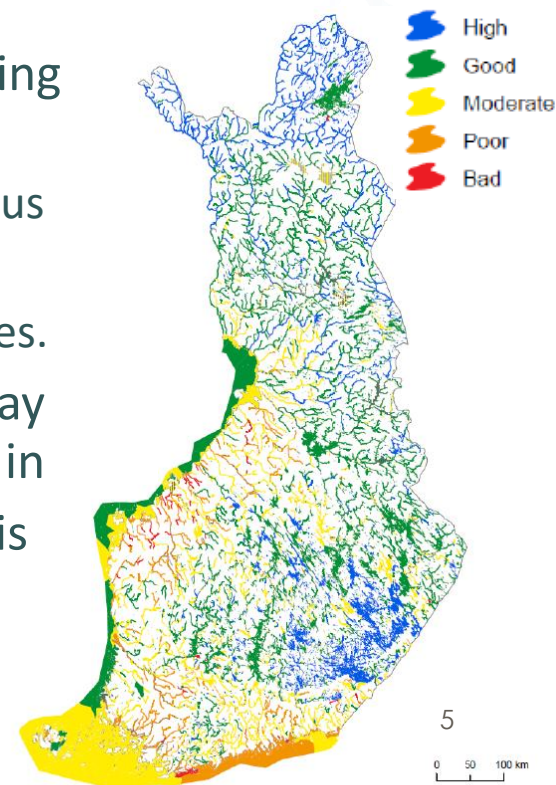 ing
us
es.
ay
in
is
High
Good
Moderate
Poor
Bad
5
0 50 100 km